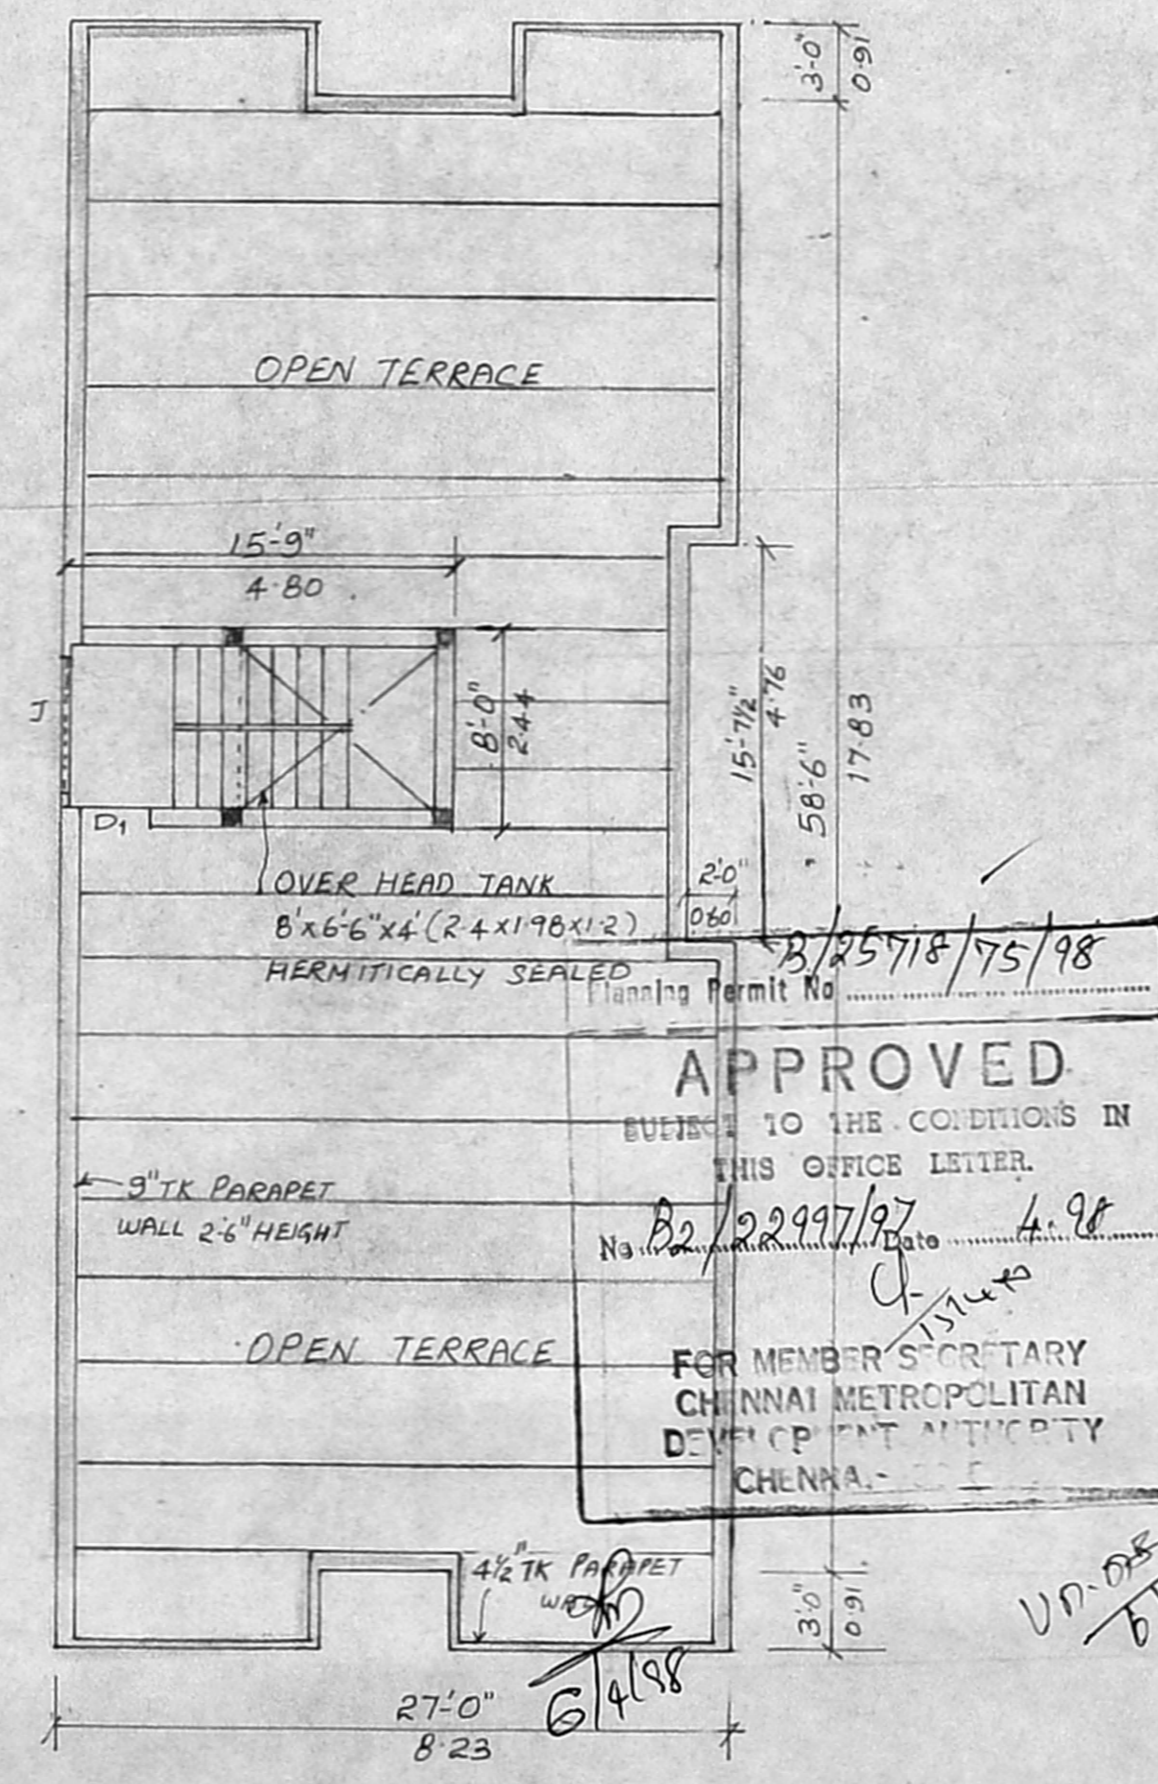 3'-0"
0.91
OPEN TERRACE
15'-9"
4.80
J
8'-0"
2.44
15'-7½"
4.76
58'-6"
17.83
D1
OVER HEAD TANK
8'x6'-6"x4' (2.4x1.98x1.2)
HERMITICALLY SEALED
2'-0"
0.60
B/25718/75/98
Planning Permit No
APPROVED
SUBJECT TO THE CONDITIONS IN
THIS OFFICE LETTER.
No B2/22997/97 Date 4.98
9" TK PARAPET
WALL 2'-6" HEIGHT
OPEN TERRACE
FOR MEMBER SECRETARY
CHENNAI METROPOLITAN
DEVELOPMENT AUTHORITY
CHENNA.-
4½" TK PARAPET
3'-0"
0.91
6/4/98
27'-0"
8.23